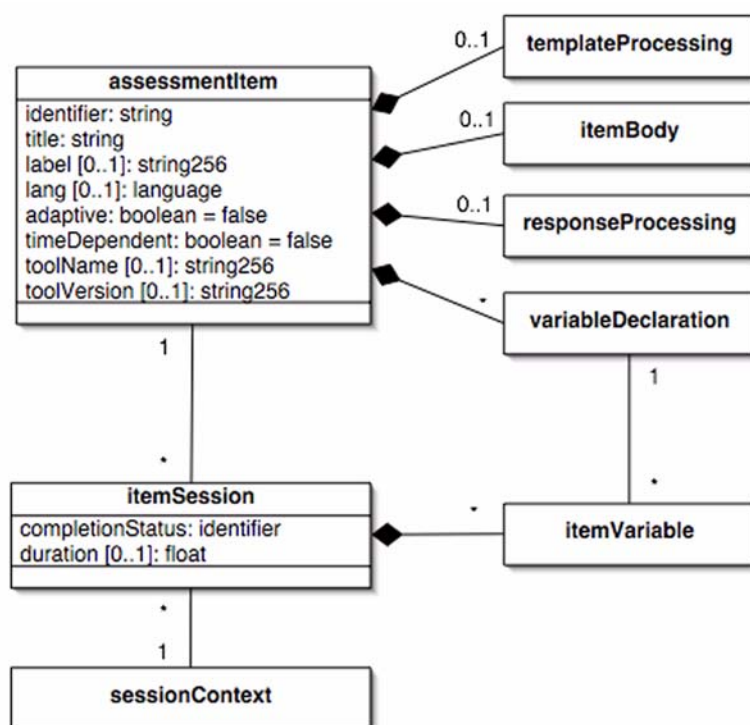 0..1
templateProcessing
assessmentItem
identifier: string
title: string
label [0..1]: string256
lang [0..1]: language
adaptive: boolean = false
timeDependent: boolean = false
toolName [0..1]: string256
toolVersion [0..1]: string256
0..1
itemBody
0..1
responseProcessing
*
variableDeclaration
1
1
*
*
itemSession
completionStatus: identifier
duration [0..1]: float
*
itemVariable
*
1
sessionContext